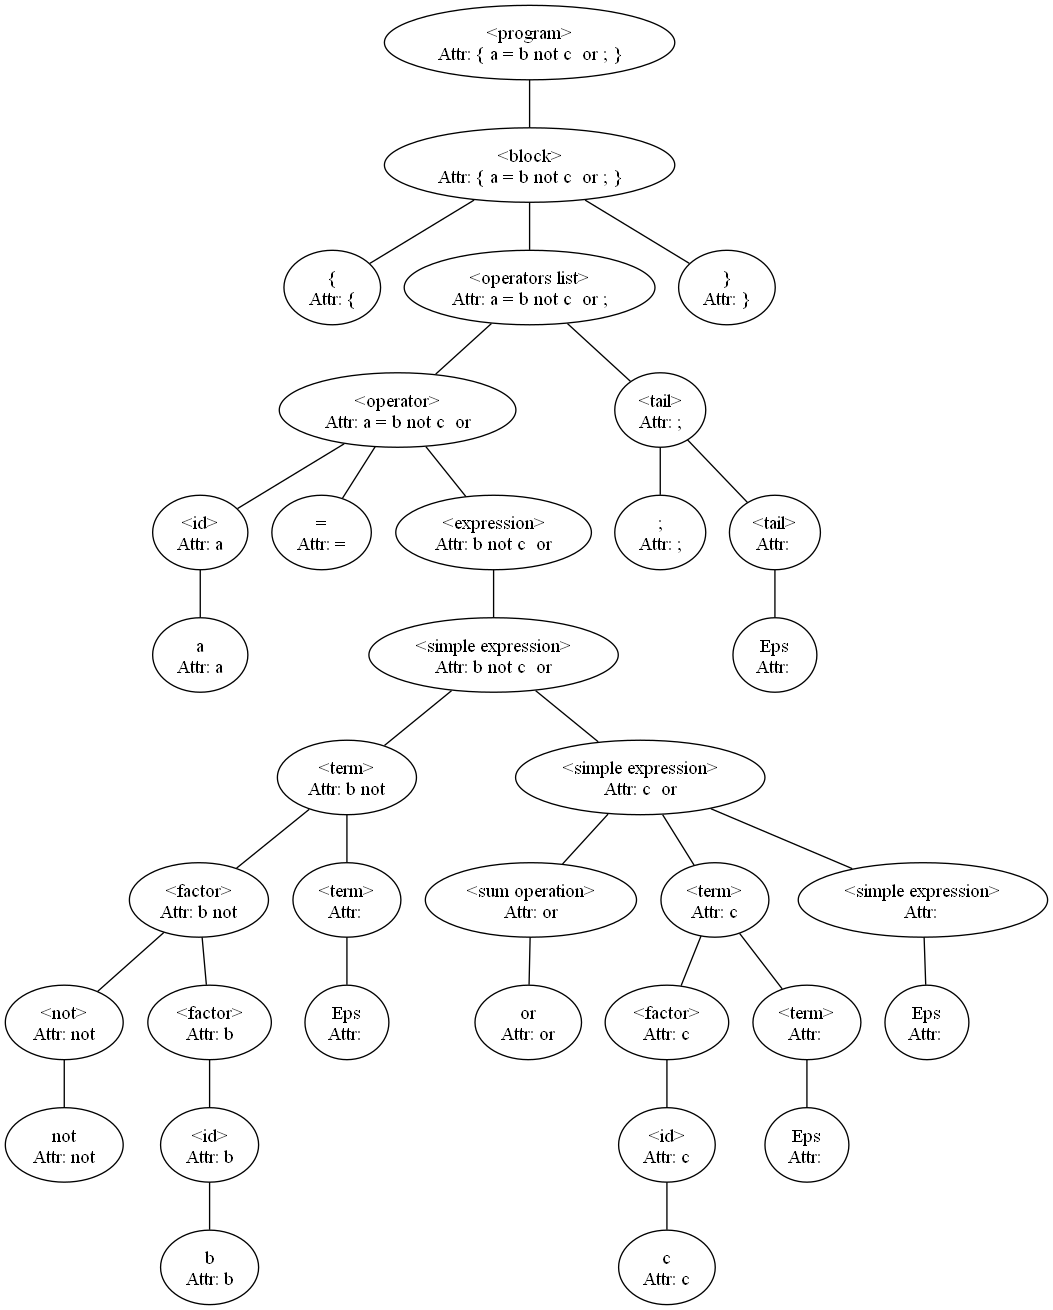 <program>
Attr: { a = b not c  or ; }
<block>
Attr: { a = b not c  or ; }
{
Attr: {
<operators list>
Attr: a = b not c  or ;
}
Attr: }
<operator>
Attr: a = b not c  or
<tail>
Attr: ;
<id>
Attr: a
=
Attr: =
<expression>
Attr: b not c  or
;
Attr: ;
<tail>
Attr:
a
Attr: a
<simple expression>
Attr: b not c  or
Eps
Attr:
<term>
Attr: b not
<simple expression>
Attr: c  or
<factor>
Attr: b not
<term>
Attr:
<sum operation>
Attr: or
<term>
Attr: c
<simple expression>
Attr:
<not>
Attr: not
<factor>
Attr: b
Eps
Attr:
or
Attr: or
<factor>
Attr: c
<term>
Attr:
Eps
Attr:
not
Attr: not
<id>
Attr: b
<id>
Attr: c
Eps
Attr:
b
Attr: b
c
Attr: c